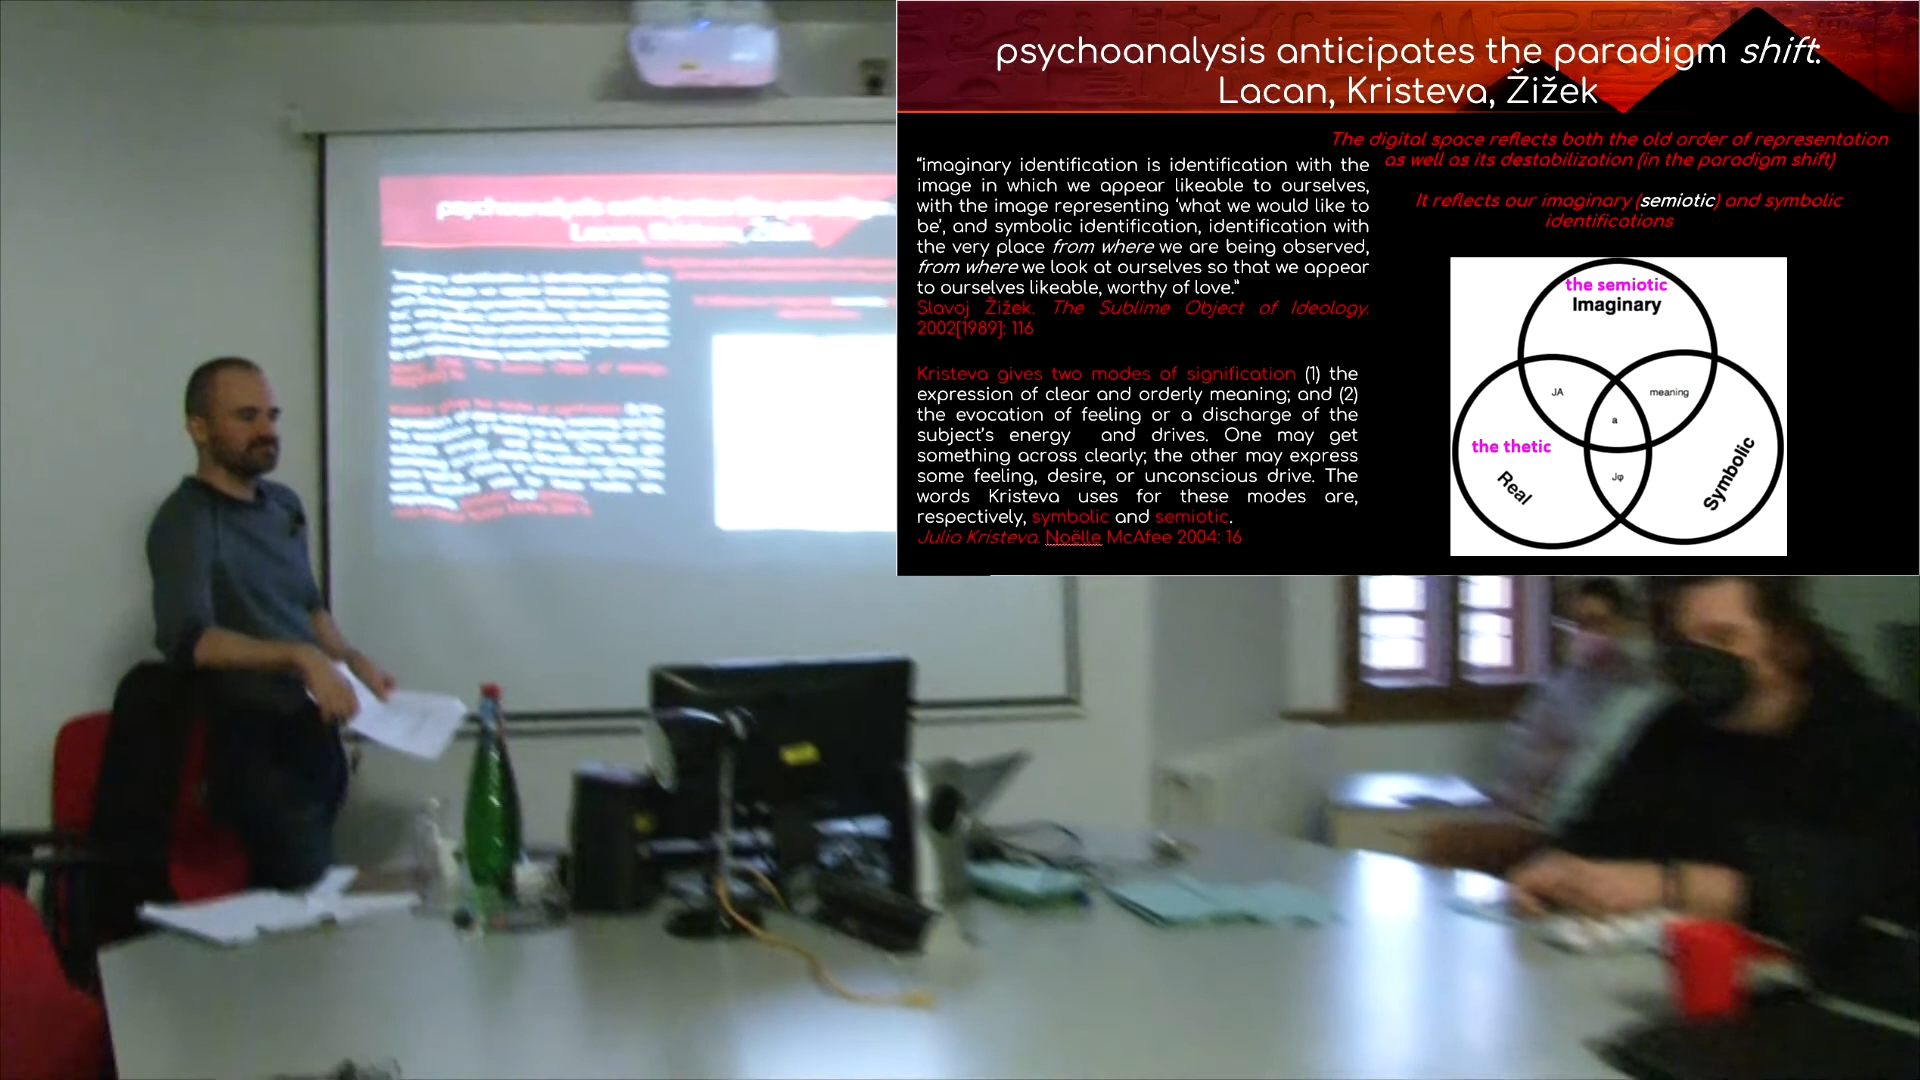 psychoanalysis anticipates the paradigm shift.
Lacan, Kristeva, Žižek
The digital space reflects both the old order of representation
as well as its destabilization (in the paradigm shift)
It reflects our imaginary (semiotic) and symbolic
identifications
“imaginary identification is identification with the
image in which we appear likeable to ourselves,
with the image representing ‘what we would like to
be’, and symbolic identification, identification with
the very place from where we are being observed,
from where we look at ourselves so that we appear
to ourselves likeable, worthy of love.”
Slavoj Žižek. The Sublime Object of Ideology.
2002[1989]: 116
Kristeva gives two modes of signification (1) the
expression of clear and orderly meaning; and (2)
the evocation of feeling or a discharge of the
subject’s energy and drives. One may get
something across clearly; the other may express
some feeling, desire, or unconscious drive. The
words Kristeva uses for these modes are,
respectively, symbolic and semiotic.
Julia Kristeva. Noëlle McAfee 2004: 16
the semiotic
Imaginary
JA
meaning
a
the thetic
Real
Jφ
Symbolic
psychoanalysis anticipates the paradigm
Lacan, Kristeva, Žižek